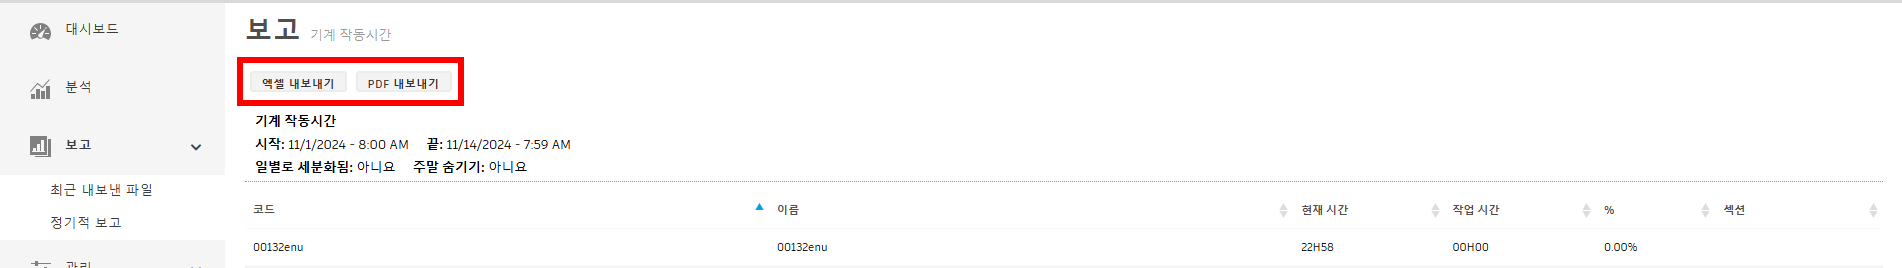 대시보드
분석
보고
최근 내보낸 파일
정기적 보고
관리
보고 기계 작동시간
엑셀 내보내기 PDF 내보내기
기계 작동시간
시작: 11/1/2024 - 8:00 AM 끝: 11/14/2024 - 7:59 AM
일별로 세분화됨: 아니요 주말 숨기기: 아니요
코드 이름 현재 시간 작업 시간 % 섹션
00132enu 00132enu 22H58 00H00 0.00%